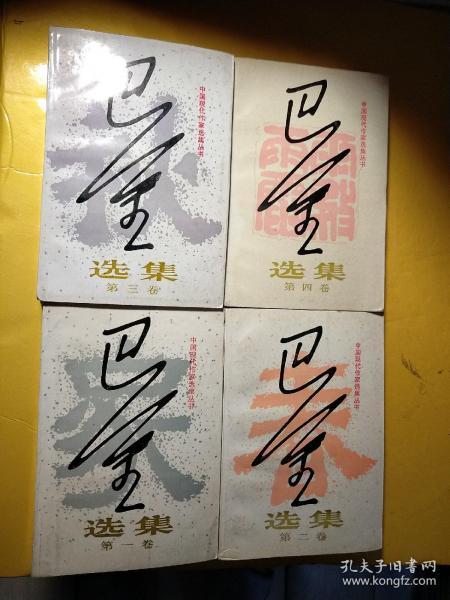 巴金
中国现代作家选集丛书
选集
第三卷
巴金
中国现代作家选集丛书
选集
第四卷
巴金
中国现代作家选集丛书
选集
第一卷
巴金
中国现代作家选集丛书
选集
第二卷
孔夫子旧书网
www.kongfz.com